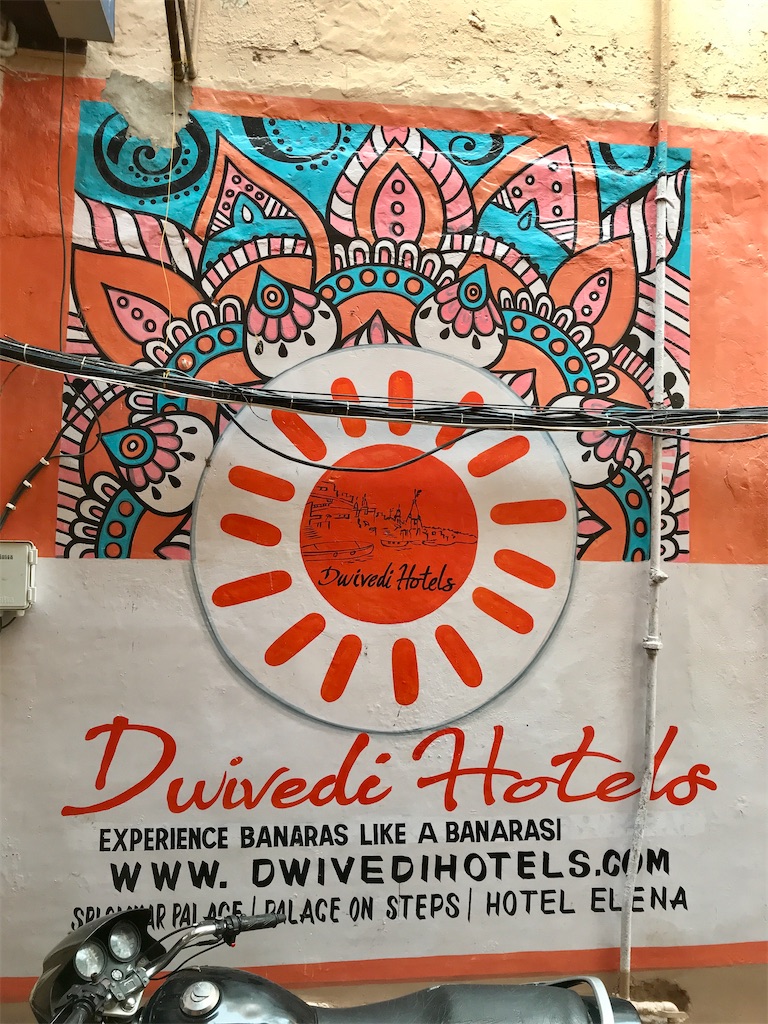 Dwivedi Hotels
Dwivedi Hotels
EXPERIENCE BANARAS LIKE A BANARASI
WWW. DWIVEDIHOTELS.COM
PALACE | PALACE ON STEPS | HOTEL ELENA